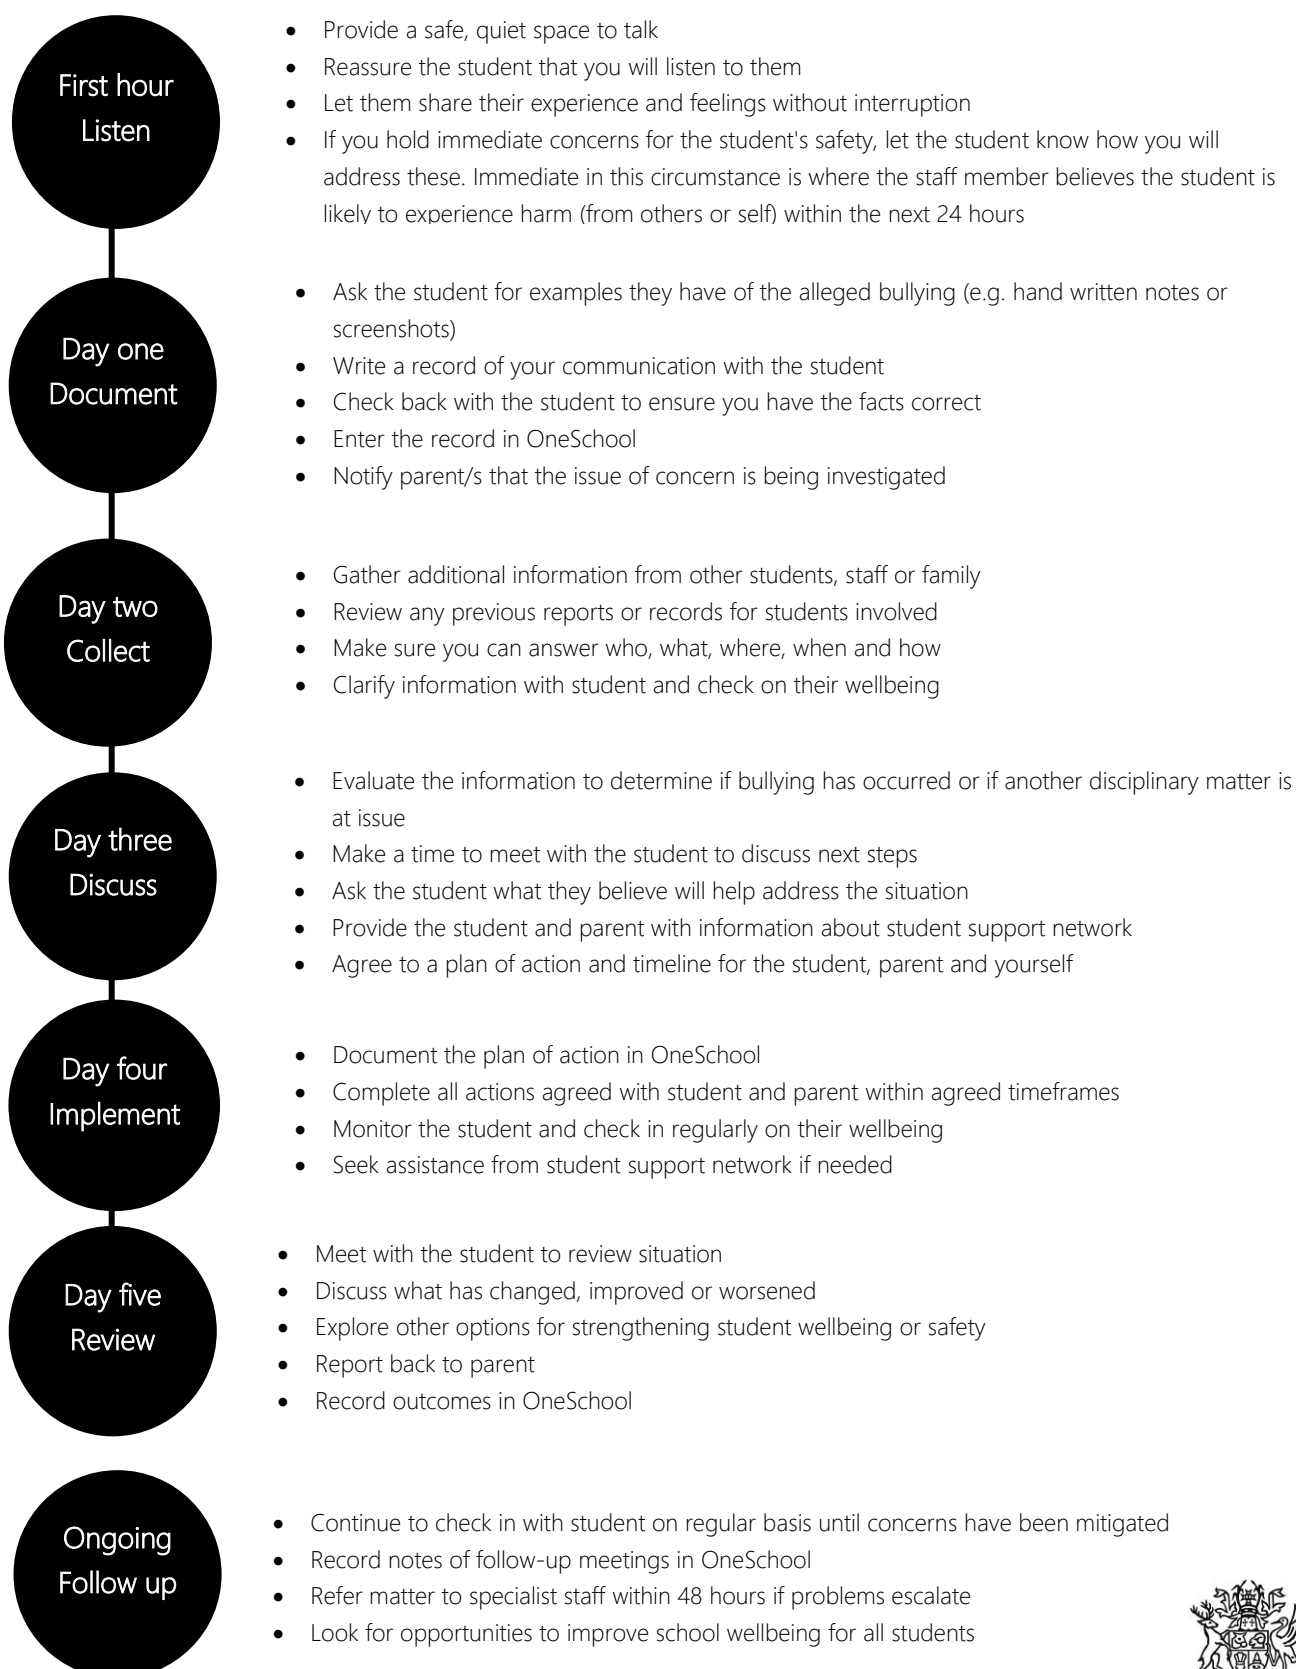 First hour
Listen
• Provide a safe, quiet space to talk
• Reassure the student that you will listen to them
• Let them share their experience and feelings without interruption
• If you hold immediate concerns for the student's safety, let the student know how you will
address these. Immediate in this circumstance is where the staff member believes the student is
likely to experience harm (from others or self) within the next 24 hours
Day one
Document
• Ask the student for examples they have of the alleged bullying (e.g. hand written notes or
screenshots)
• Write a record of your communication with the student
• Check back with the student to ensure you have the facts correct
• Enter the record in OneSchool
• Notify parent/s that the issue of concern is being investigated
Day two
Collect
• Gather additional information from other students, staff or family
• Review any previous reports or records for students involved
• Make sure you can answer who, what, where, when and how
• Clarify information with student and check on their wellbeing
Day three
Discuss
• Evaluate the information to determine if bullying has occurred or if another disciplinary matter is
at issue
• Make a time to meet with the student to discuss next steps
• Ask the student what they believe will help address the situation
• Provide the student and parent with information about student support network
• Agree to a plan of action and timeline for the student, parent and yourself
Day four
Implement
• Document the plan of action in OneSchool
• Complete all actions agreed with student and parent within agreed timeframes
• Monitor the student and check in regularly on their wellbeing
• Seek assistance from student support network if needed
Day five
Review
• Meet with the student to review situation
• Discuss what has changed, improved or worsened
• Explore other options for strengthening student wellbeing or safety
• Report back to parent
• Record outcomes in OneSchool
Ongoing
Follow up
• Continue to check in with student on regular basis until concerns have been mitigated
• Record notes of follow-up meetings in OneSchool
• Refer matter to specialist staff within 48 hours if problems escalate
• Look for opportunities to improve school wellbeing for all students